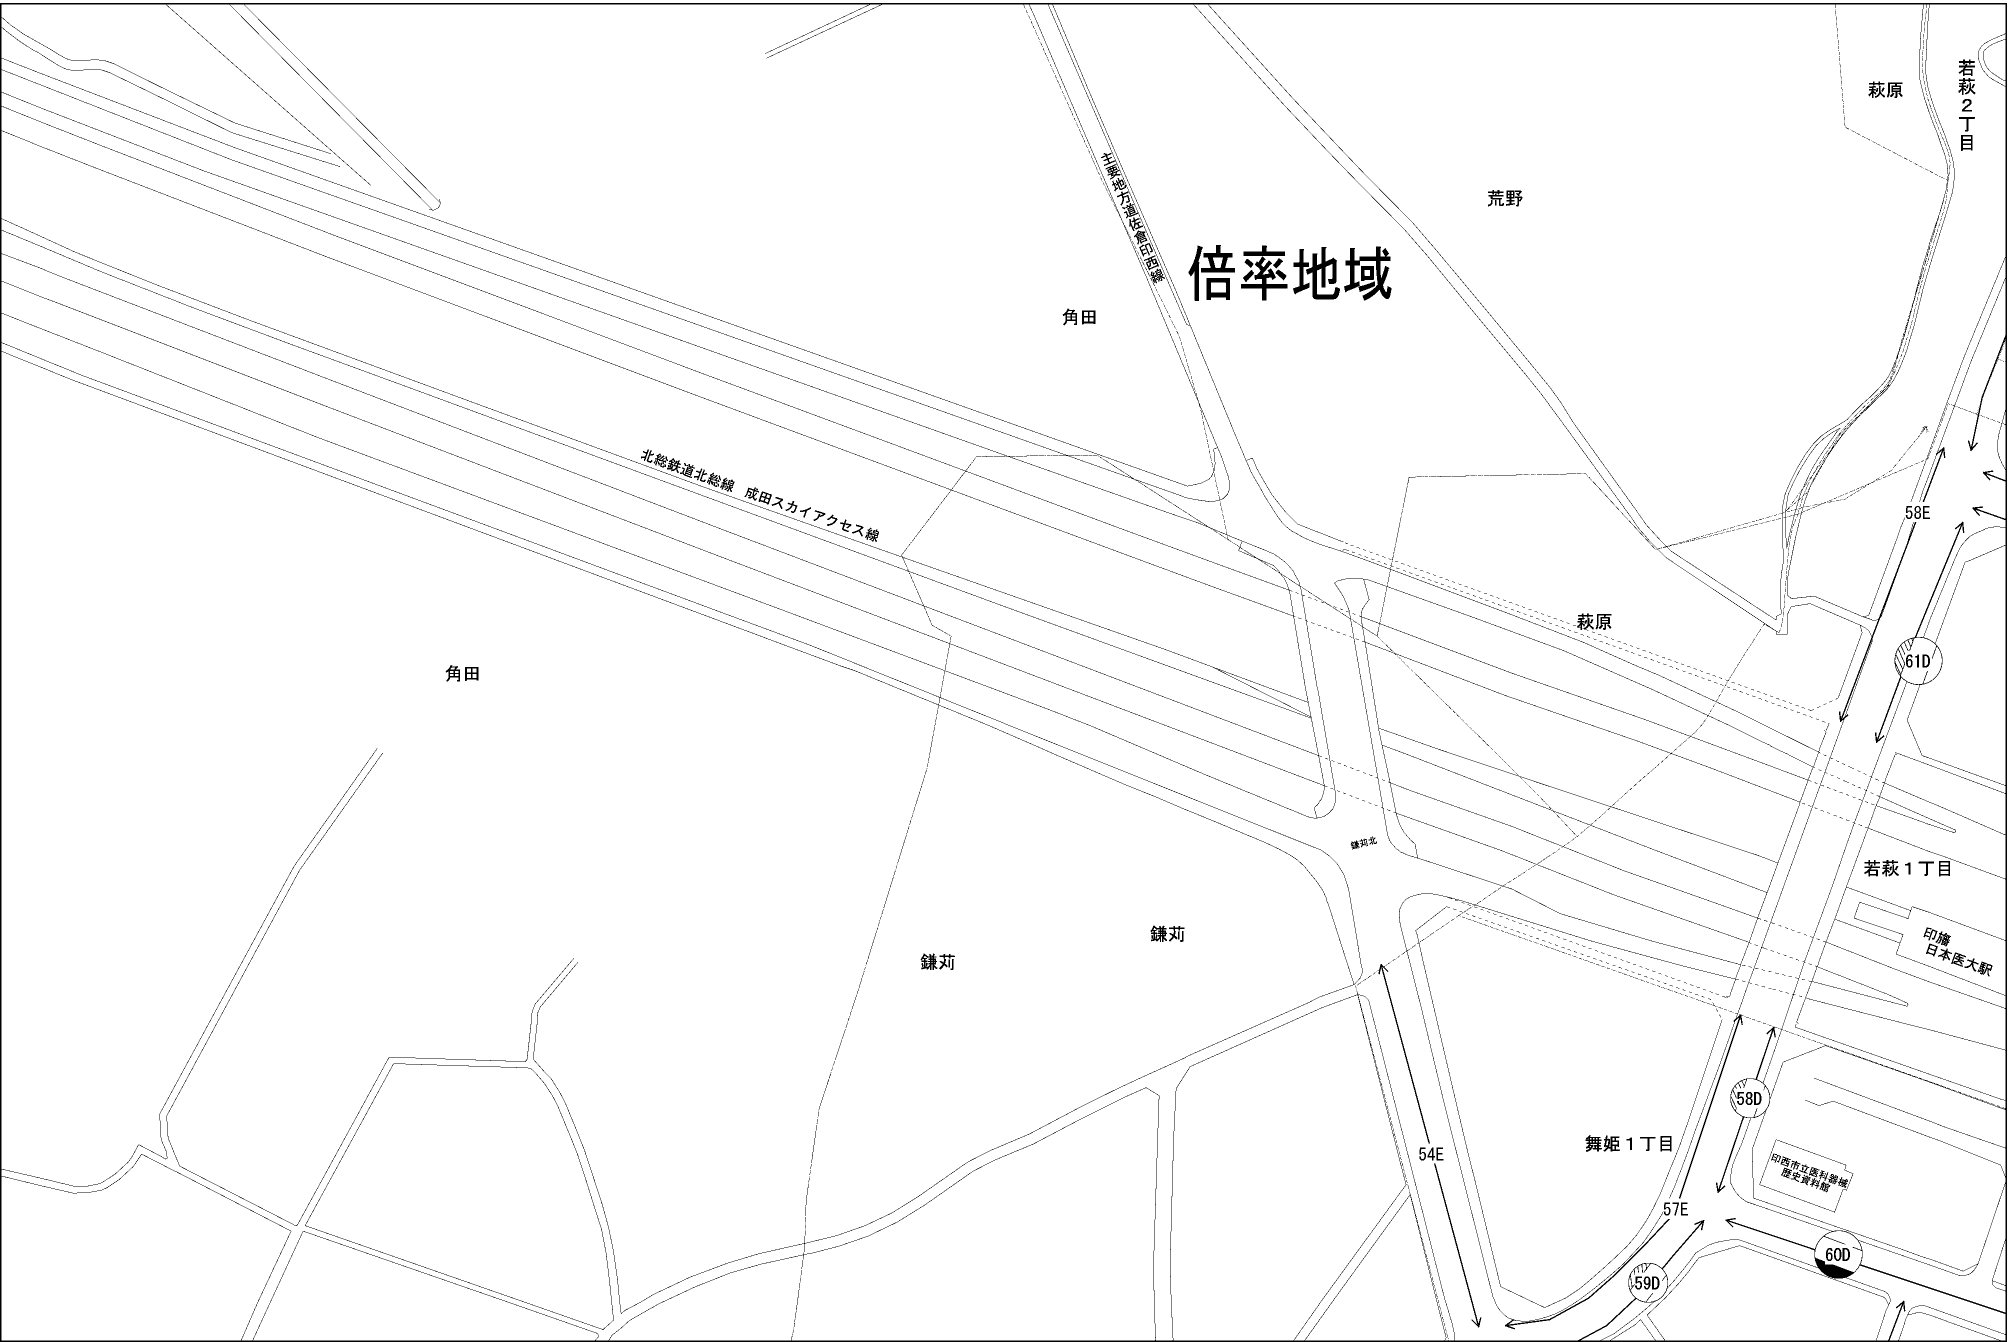 萩原
若萩２丁目
荒野
主要地方道佐倉印西線
倍率地域
角田
北総鉄道北総線 成田スカイアクセス線
58E
萩原
61D
角田
鎌苅北
若萩１丁目
鎌苅
鎌苅
印旛
日本医大駅
58D
54E
舞姫１丁目
印西市立医科器械
歴史資料館
57E
60D
59D